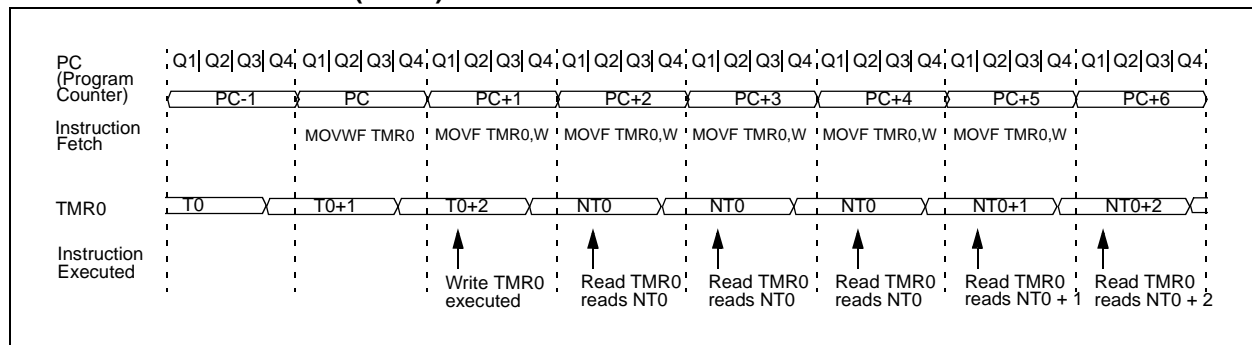 PC (Program Counter)
Q1 Q2 Q3 Q4 Q1 Q2 Q3 Q4 Q1 Q2 Q3 Q4 Q1 Q2 Q3 Q4 Q1 Q2 Q3 Q4 Q1 Q2 Q3 Q4 Q1 Q2 Q3 Q4 Q1 Q2 Q3 Q4
PC-1 PC PC+1 PC+2 PC+3 PC+4 PC+5 PC+6
Instruction Fetch
MOVWF TMR0 MOVF TMR0,W MOVF TMR0,W MOVF TMR0,W MOVF TMR0,W MOVF TMR0,W
TMR0 T0 T0+1 T0+2 NT0 NT0 NT0 NT0+1 NT0+2
Instruction Executed
Write TMR0 executed
Read TMR0 reads NT0
Read TMR0 reads NT0
Read TMR0 reads NT0
Read TMR0 reads NT0 + 1
Read TMR0 reads NT0 + 2